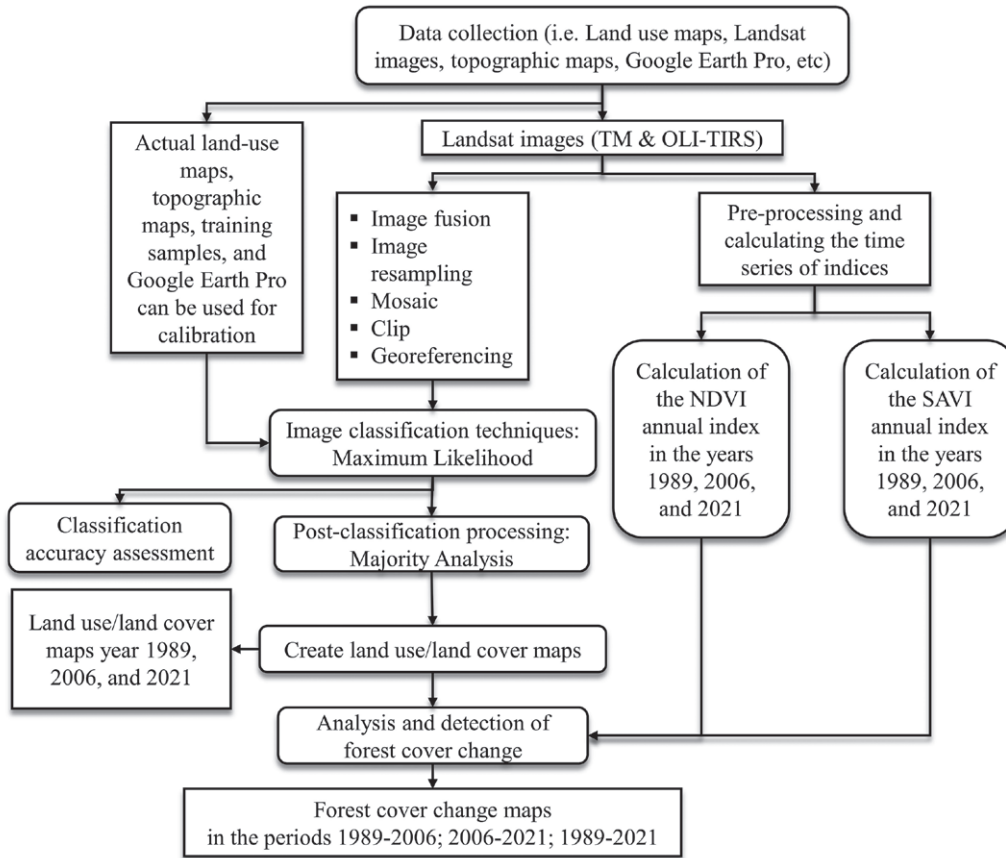 Data collection (i.e. Land use maps, Landsat
images, topographic maps, Google Earth Pro, etc)
Actual land-use
maps,
topographic
maps, training
samples, and
Google Earth Pro
can be used for
calibration
Landsat images (TM & OLI-TIRS)
▪ Image fusion
▪ Image
resampling
▪ Mosaic
▪ Clip
▪ Georeferencing
Pre-processing and
calculating the time
series of indices
Calculation of
the NDVI
annual index
in the years
1989, 2006,
and 2021
Calculation of
the SAVI
annual index
in the years
1989, 2006,
and 2021
Image classification techniques:
Maximum Likelihood
Classification
accuracy assessment
Post-classification processing:
Majority Analysis
Land use/land cover
maps year 1989,
2006, and 2021
Create land use/land cover maps
Analysis and detection of
forest cover change
Forest cover change maps
in the periods 1989-2006; 2006-2021; 1989-2021